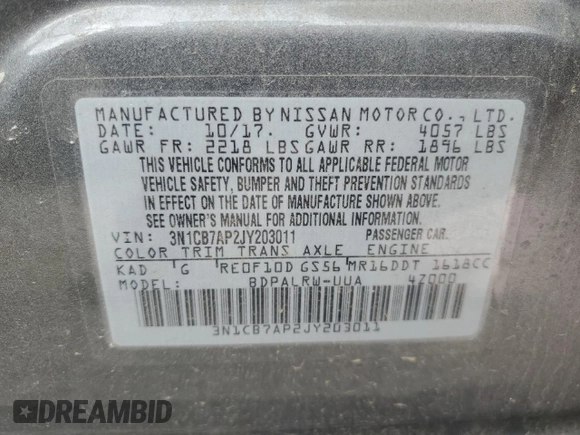 MANUFACTURED BY NISSAN MOTOR CO., LTD.
DATE: 10/17. GVWR: 4057 LBS
GAWR FR: 2218 LBS GAWR RR: 1896 LBS
THIS VEHICLE CONFORMS TO ALL APPLICABLE FEDERAL MOTOR
VEHICLE SAFETY, BUMPER AND THEFT PREVENTION STANDARDS
IN EFFECT ON THE DATE OF MANUFACTURE SHOWN ABOVE.
SEE OWNER'S MANUAL FOR ADDITIONAL INFORMATION.
VIN: 3N1CB7AP2JY203011 PASSENGER CAR.
COLOR TRIM TRANS AXLE ENGINE
KAD G RE0F10D GS56 MR16DDT 1618CC
MODEL: BDPALRW-UUA 4Z000
3N1CB7AP2JY203011
DREAMBID